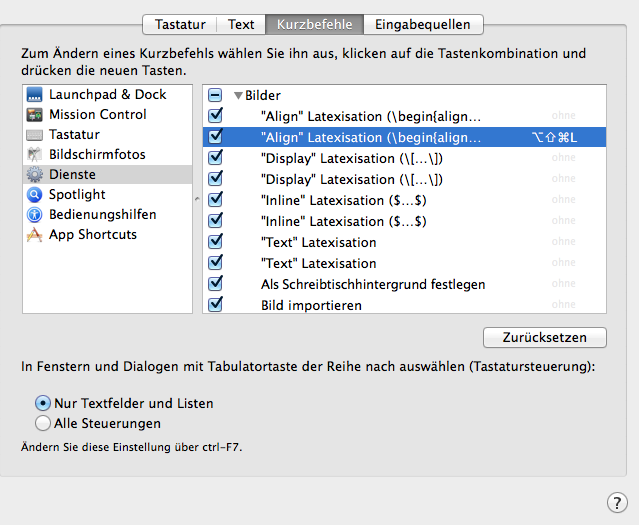 Tastatur Text Kurzbefehle Eingabequellen
Zum Ändern eines Kurzbefehls wählen Sie ihn aus, klicken auf die Tastenkombination und
drücken die neuen Tasten.
Launchpad & Dock
Mission Control
Tastatur
Bildschirmfotos
Dienste
Spotlight
Bedienungshilfen
App Shortcuts
Bilder
"Align" Latexisation (\begin{align... ohne
"Align" Latexisation (\begin{align... ⌥⇧⌘L
"Display" Latexisation (\[...\]) ohne
"Display" Latexisation (\[...\]) ohne
"Inline" Latexisation ($...$) ohne
"Inline" Latexisation ($...$) ohne
"Text" Latexisation ohne
"Text" Latexisation ohne
Als Schreibtischhintergrund festlegen ohne
Bild importieren ohne
Zurücksetzen
In Fenstern und Dialogen mit Tabulatortaste der Reihe nach auswählen (Tastatursteuerung):
Nur Textfelder und Listen
Alle Steuerungen
Ändern Sie diese Einstellung über ctrl-F7.
?